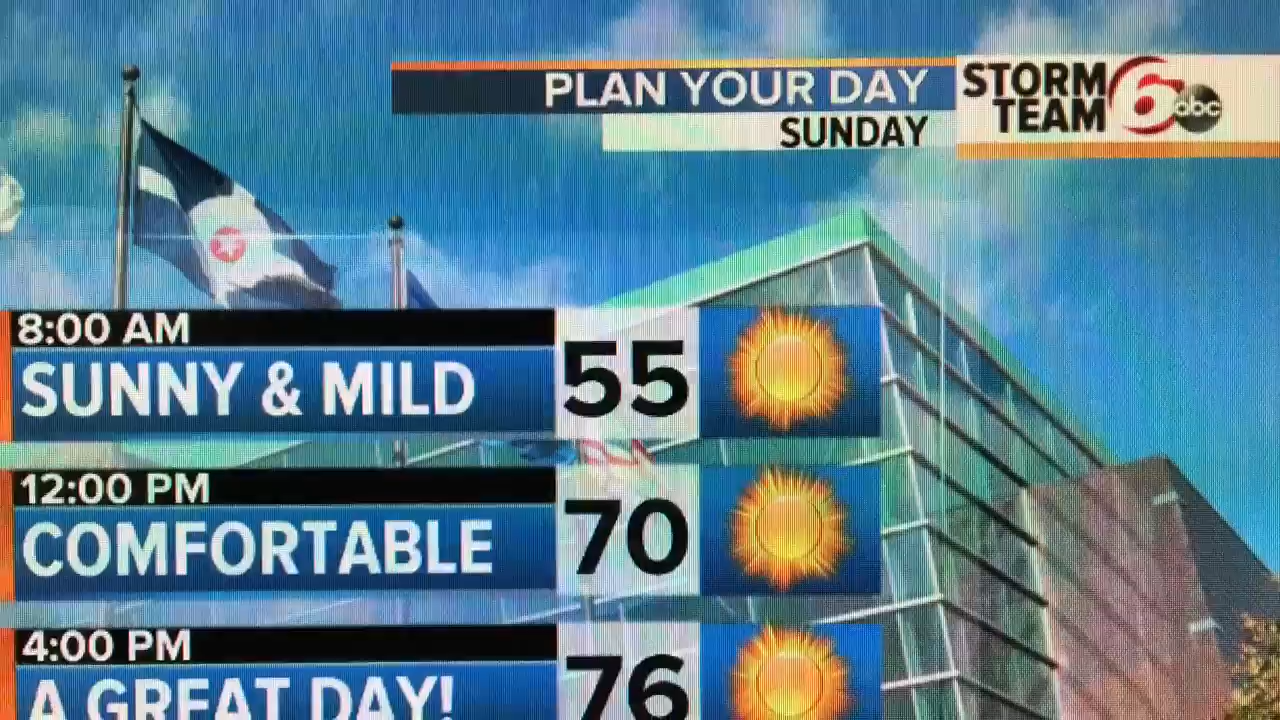 PLAN YOUR DAY
SUNDAY
STORM
TEAM 6 abc
8:00 AM
SUNNY & MILD
55
12:00 PM
COMFORTABLE
70
4:00 PM
A GREAT DAY!
76